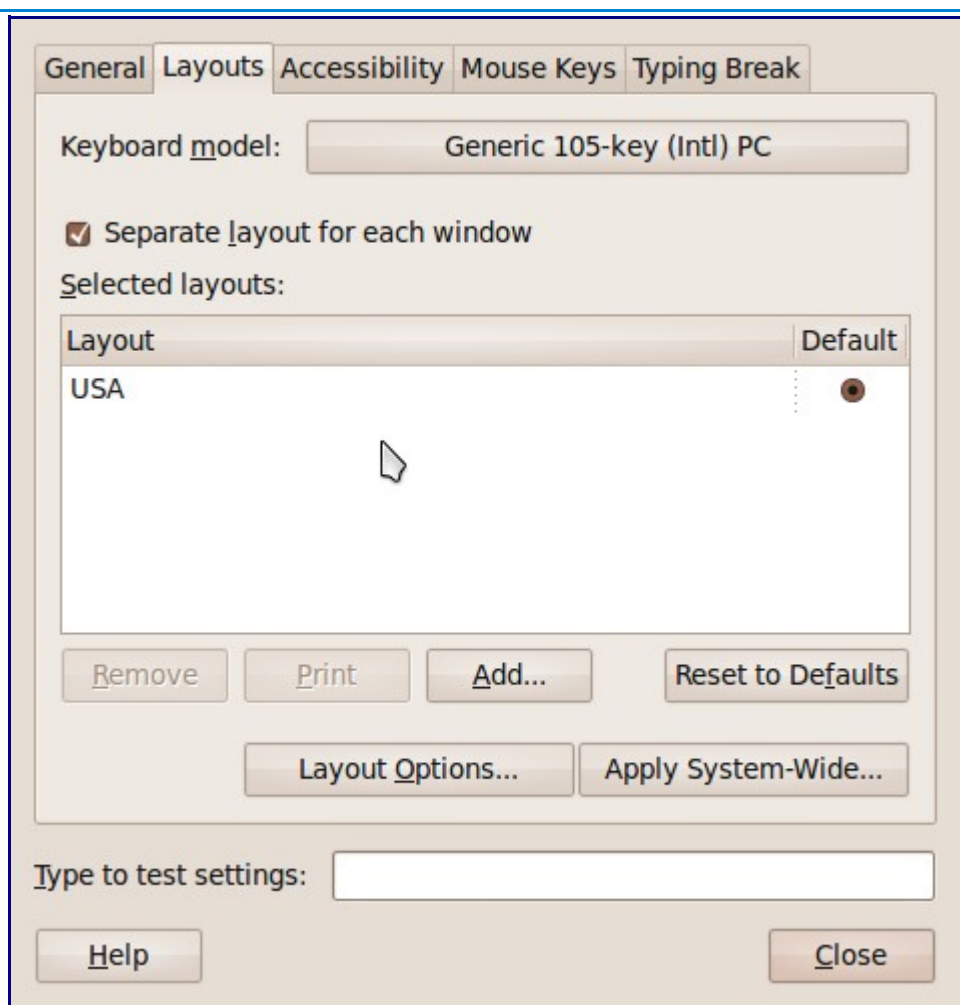 General Layouts Accessibility Mouse Keys Typing Break
Keyboard model: Generic 105-key (Intl) PC
Separate layout for each window
Selected layouts:
Layout Default
USA
Remove Print Add... Reset to Defaults
Layout Options... Apply System-Wide...
Type to test settings:
Help Close